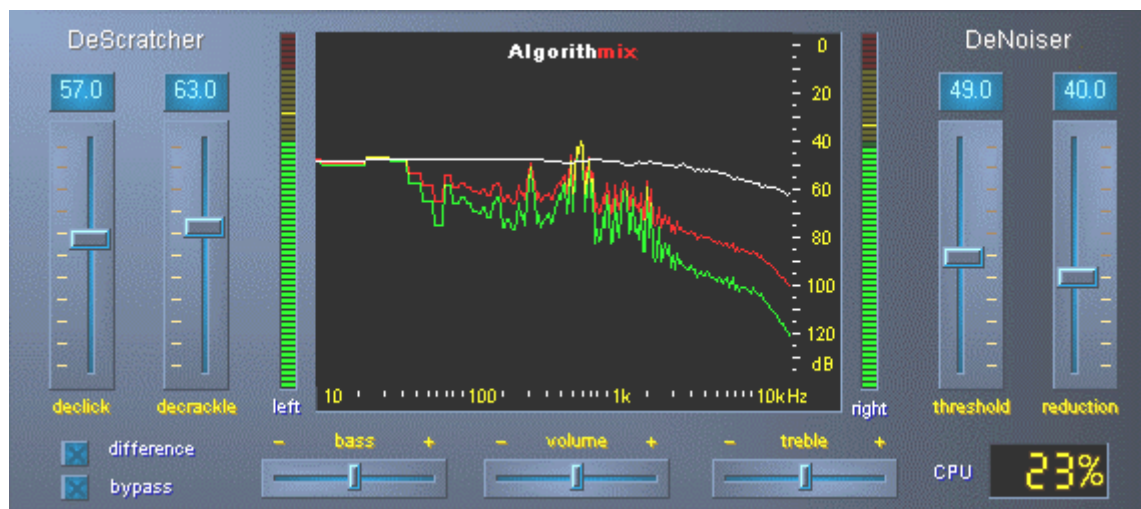 DeScratcher
Algorithmix
DeNoiser
57.0
63.0
49.0
40.0
0
20
40
60
80
100
120
dB
10
100
1k
10kHz
declick
decrackle
left
right
threshold
reduction
difference
bypass
- bass +
- volume +
- treble +
CPU
23%